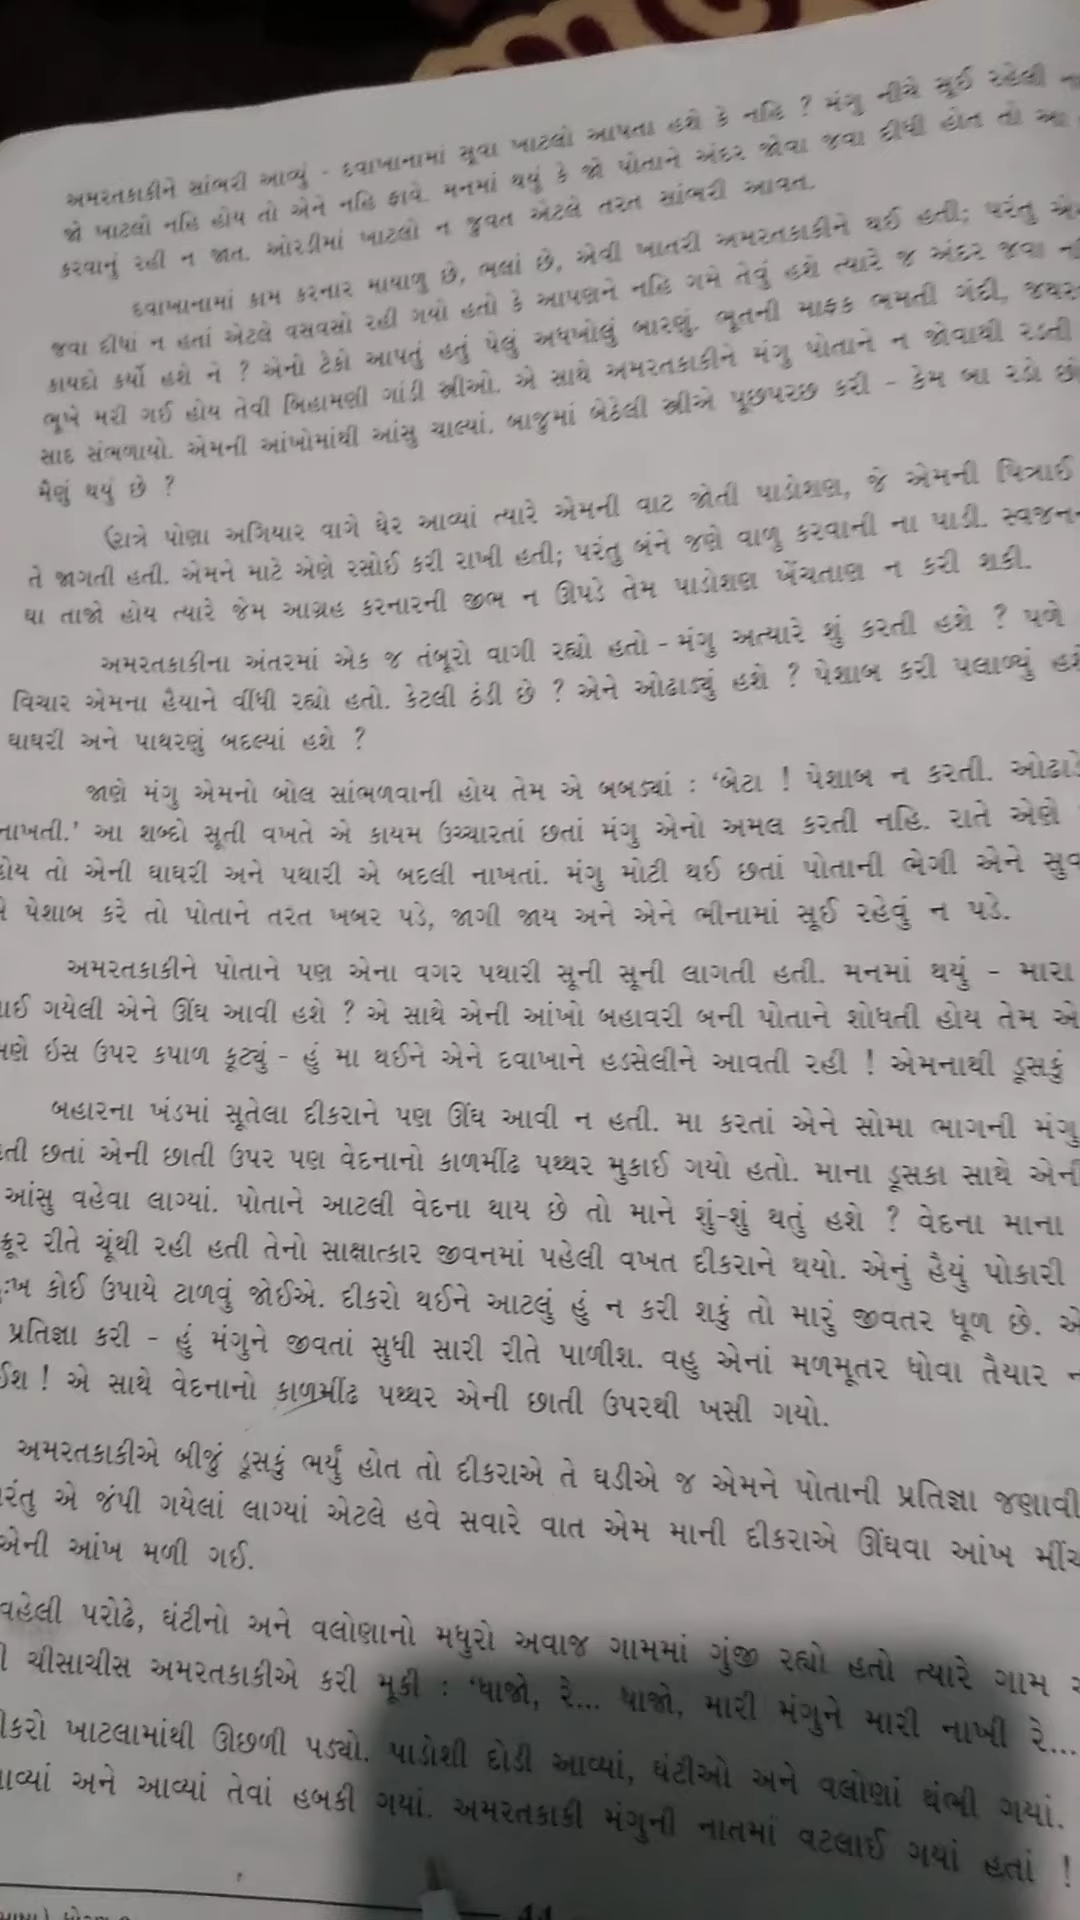 અમરતકાકીને સાંભરી આવ્યું - દવાખાનામાં સૂવા ખાટલો આપતા હશે કે નહિ ? મંગુ નીચે સૂઈ રહેલી
જો ખાટલો નહિ હોય તો એને નહિ ફાવે. મનમાં થયું કે જો પોતાને અંદર જોવા જવા દીધી હોત તો આ
કરવાનું રહી ન જાત. ઓરડીમાં ખાટલો ન જુવત એટલે તરત સાંભરી આવત.
દવાખાનામાં કામ કરનાર માયાળુ છે, ભલાં છે, એવી ખાતરી અમરતકાકીને થઈ હતી; પરંતુ
જવા દીધાં ન હતાં એટલે વસવસો રહી ગયો હતો કે આપણને નહિ ગમે તેવું હશે ત્યારે જ અંદર જવા
કાયદો કર્યો હશે ને ? એનો ટેકો આપતું હતું પેલું અધખોલું બારણું. ભૂતની માફક ભમતી ગંદી,
ભૂખે મરી ગઈ હોય તેવી બિહામણી ગાંડી સ્ત્રીઓ. એ સાથે અમરતકાકીને મંગુ પોતાને ન જોવાથી રડતી
સાદ સંભળાયો. એમની આંખોમાંથી આંસુ ચાલ્યાં. બાજુમાં બેઠેલી સ્ત્રીએ પૂછપરછ કરી - કેમ બા રડો છો
મૈણું થયું છે ?
રાત્રે પોણા અગિયાર વાગે ઘેર આવ્યાં ત્યારે એમની વાટ જોતી પાડોશણ, જે એમની પિત્રાઈ
તે જાગતી હતી. એમને માટે એણે રસોઈ કરી રાખી હતી; પરંતુ બંને જણે વાળુ કરવાની ના પાડી.
ઘા તાજો હોય ત્યારે જેમ આગ્રહ કરનારની જીભ ન ઊપડે તેમ પાડોશણ ખેંચતાણ ન કરી શકી.
અમરતકાકીના અંતરમાં એક જ તંબૂરો વાગી રહ્યો હતો - મંગુ અત્યારે શું કરતી હશે ? પળે
વિચાર એમના હૈયાને વીંધી રહ્યો હતો. કેટલી ઠંડી છે ? એને ઓઢાડ્યું હશે ? પેશાબ કરી પલાળ્યું હશે
ઘાઘરી અને પાથરણું બદલ્યાં હશે ?
જાણે મંગુ એમનો બોલ સાંભળવાની હોય તેમ એ બબડ્યાં : ‘બેટા ! પેશાબ ન કરતી.
નાખતી.’ આ શબ્દો સૂતી વખતે એ કાયમ ઉચ્ચારતાં છતાં મંગુ એનો અમલ કરતી નહિ. રાતે એણે
હોય તો એની ઘાઘરી અને પથારી એ બદલી નાખતાં. મંગુ મોટી થઈ છતાં પોતાની ભેગી એને
પેશાબ કરે તો પોતાને તરત ખબર પડે, જાગી જાય અને એને ભીનામાં સૂઈ રહેવું ન પડે.
અમરતકાકીને પોતાને પણ એના વગર પથારી સૂની સૂની લાગતી હતી. મનમાં થયું - મારા
ગયેલી એને ઊંઘ આવી હશે ? એ સાથે એની આંખો બહાવરી બની પોતાને શોધતી હોય તેમ
ઇસ ઉપર કપાળ કૂટ્યું - હું મા થઈને એને દવાખાને હડસેલીને આવતી રહી ! એમનાથી ડૂસકું
બહારના ખંડમાં સૂતેલા દીકરાને પણ ઊંઘ આવી ન હતી. મા કરતાં એને સોમા ભાગની મંગુ
છતાં એની છાતી ઉપર પણ વેદનાનો કાળમીંઢ પથ્થર મુકાઈ ગયો હતો. માના ડૂસકા સાથે એની
આંસુ વહેવા લાગ્યાં. પોતાને આટલી વેદના થાય છે તો માને શું-શું થતું હશે ? વેદના માના
ક્રૂર રીતે ચૂંથી રહી હતી તેનો સાક્ષાત્કાર જીવનમાં પહેલી વખત દીકરાને થયો. એનું હૈયું પોકારી
કોઈ ઉપાયે ટાળવું જોઈએ. દીકરો થઈને આટલું હું ન કરી શકું તો મારું જીવતર ધૂળ છે.
પ્રતિજ્ઞા કરી - હું મંગુને જીવતાં સુધી સારી રીતે પાળીશ. વહુ એનાં મળમૂતર ધોવા તૈયાર
! એ સાથે વેદનાનો કાળમીંઢ પથ્થર એની છાતી ઉપરથી ખસી ગયો.
અમરતકાકીએ બીજું ડૂસકું ભર્યું હોત તો દીકરાએ તે ઘડીએ જ એમને પોતાની પ્રતિજ્ઞા જણાવી
એ જંપી ગયેલાં લાગ્યાં એટલે હવે સવારે વાત એમ માની દીકરાએ ઊંઘવા આંખ
એની આંખ મળી ગઈ.
વહેલી પરોઢે, ઘંટીનો અને વલોણાનો મધુરો અવાજ ગામમાં ગુંજી રહ્યો હતો ત્યારે ગામ
ચીસાચીસ અમરતકાકીએ કરી મૂકી : ‘ધાજો, રે... ધાજો, મારી મંગુને મારી નાખી રે...
ખાટલામાંથી ઊછળી પડ્યો. પાડોશી દોડી આવ્યાં, ઘંટીઓ અને વલોણાં થંભી ગયાં.
અને આવ્યાં તેવાં હબકી ગયાં. અમરતકાકી મંગુની નાતમાં વટલાઈ ગયાં હતાં !